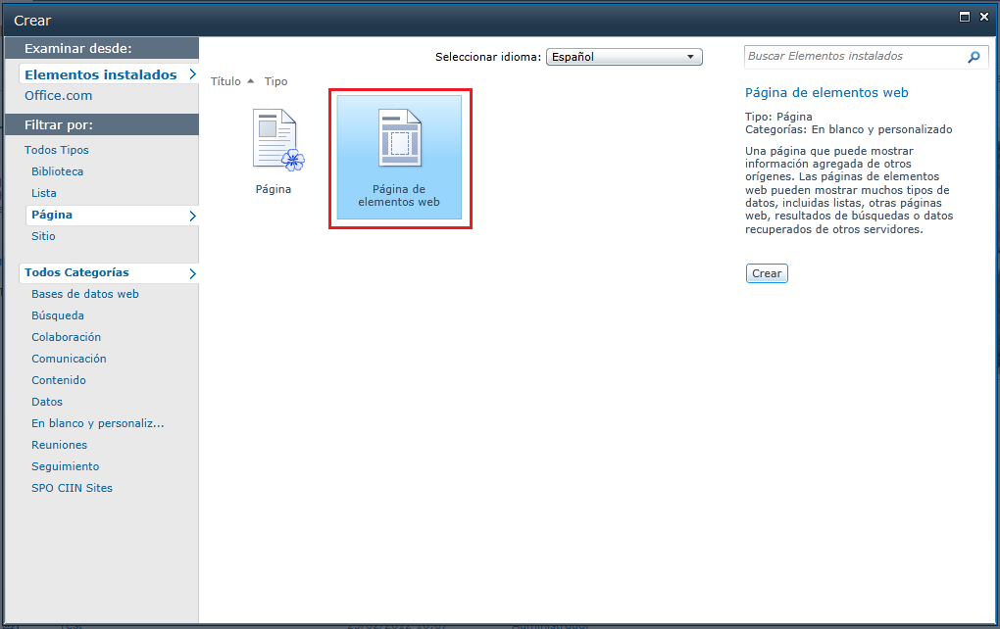 Crear
Examinar desde:
Elementos instalados
Office.com
Filtrar por:
Todos Tipos
Biblioteca
Lista
Página
Sitio
Todos Categorías
Bases de datos web
Búsqueda
Colaboración
Comunicación
Contenido
Datos
En blanco y personaliz...
Reuniones
Seguimiento
SPO CIIN Sites
Seleccionar idioma: Español
Título Tipo
Página
Página de
elementos web
Buscar Elementos instalados
Página de elementos web
Tipo: Página
Categorías: En blanco y personalizado
Una página que puede mostrar
información agregada de otros
orígenes. Las páginas de elementos
web pueden mostrar muchos tipos de
datos, incluidas listas, otras páginas
web, resultados de búsquedas o datos
recuperados de otros servidores.
Crear